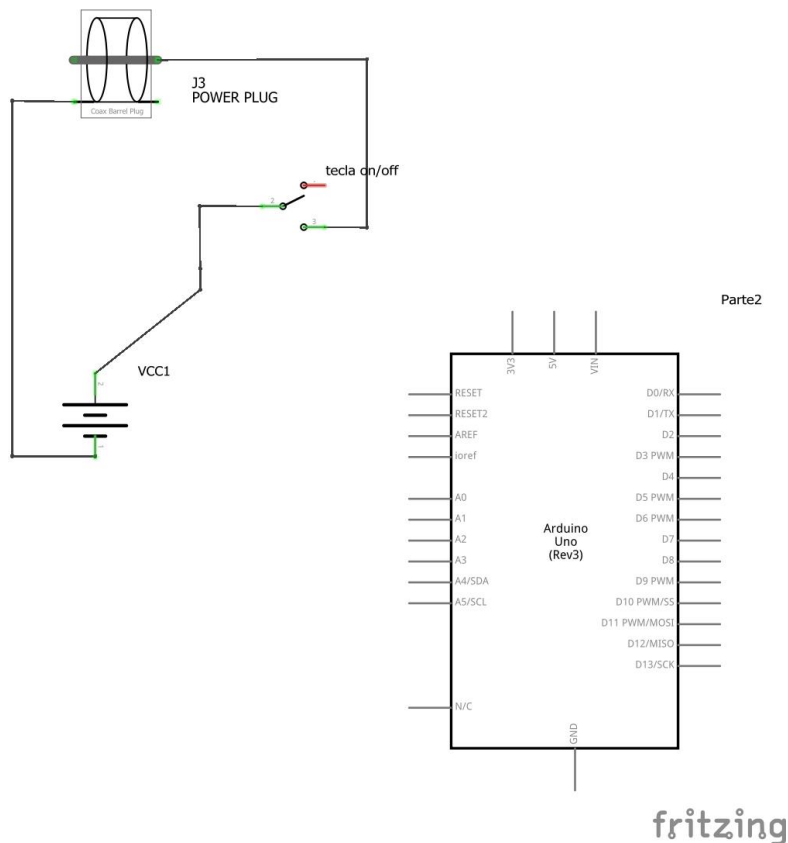 J3
POWER PLUG
Coax Barrel Plug
tecla on/off
2
3
VCC1
2
1
Parte2
3V3
5V
VIN
RESET
RESET2
AREF
ioref
A0
A1
A2
A3
A4/SDA
A5/SCL
N/C
Arduino
Uno
(Rev3)
D0/RX
D1/TX
D2
D3 PWM
D4
D5 PWM
D6 PWM
D7
D8
D9 PWM
D10 PWM/SS
D11 PWM/MOSI
D12/MISO
D13/SCK
GND
fritzing